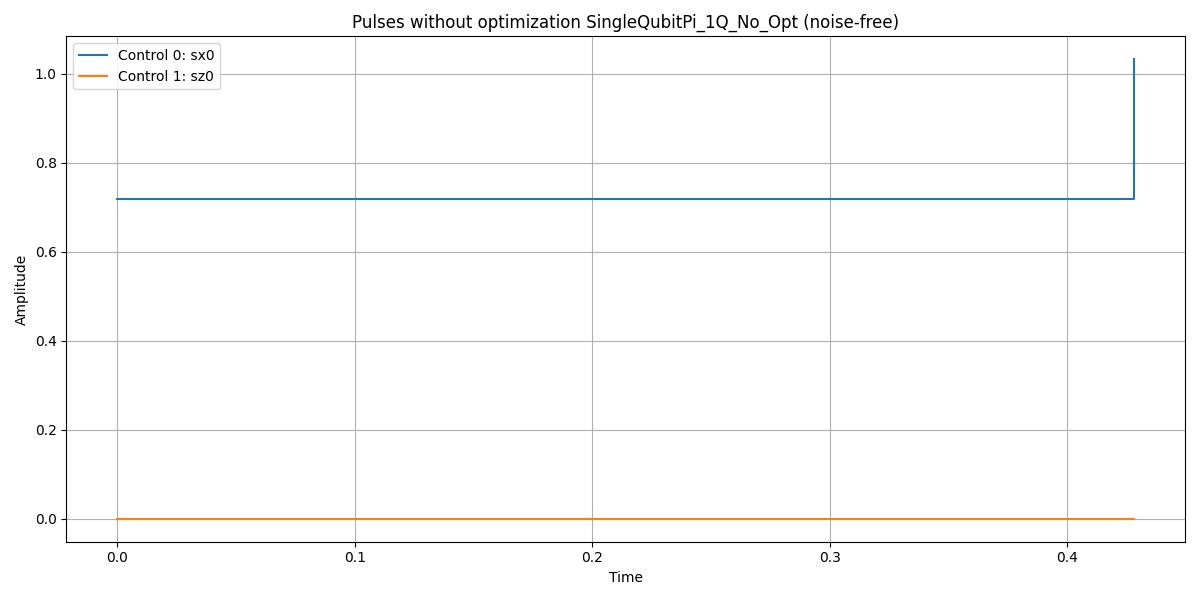 Pulses without optimization SingleQubitPi_1Q_No_Opt (noise-free)
Control 0: sx0
Control 1: sz0
1.0
0.8
0.6
0.4
0.2
0.0
Amplitude
0.0 0.1 0.2 0.3 0.4
Time